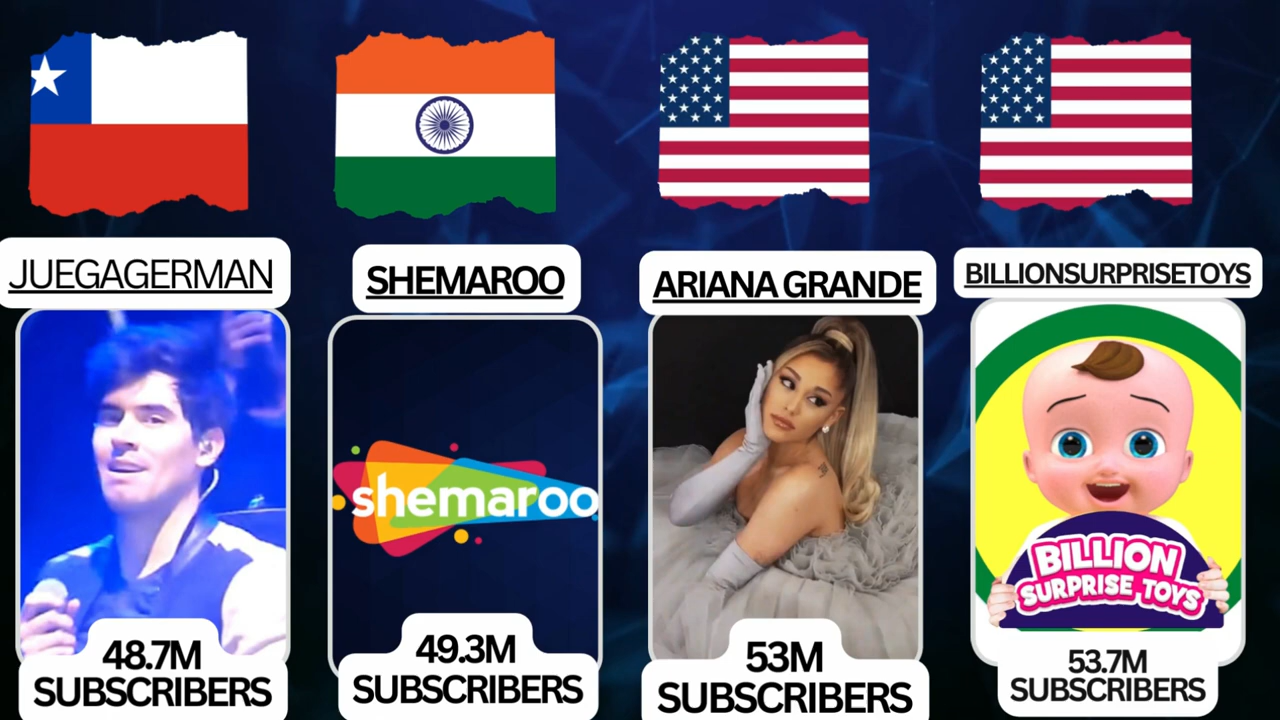 JUEGAGERMAN
SHEMAROO
ARIANA GRANDE
BILLIONSURPRISETOYS
shemaroo
BILLION
SURPRISE TOYS
48.7M
SUBSCRIBERS
49.3M
SUBSCRIBERS
53M
SUBSCRIBERS
53.7M
SUBSCRIBERS